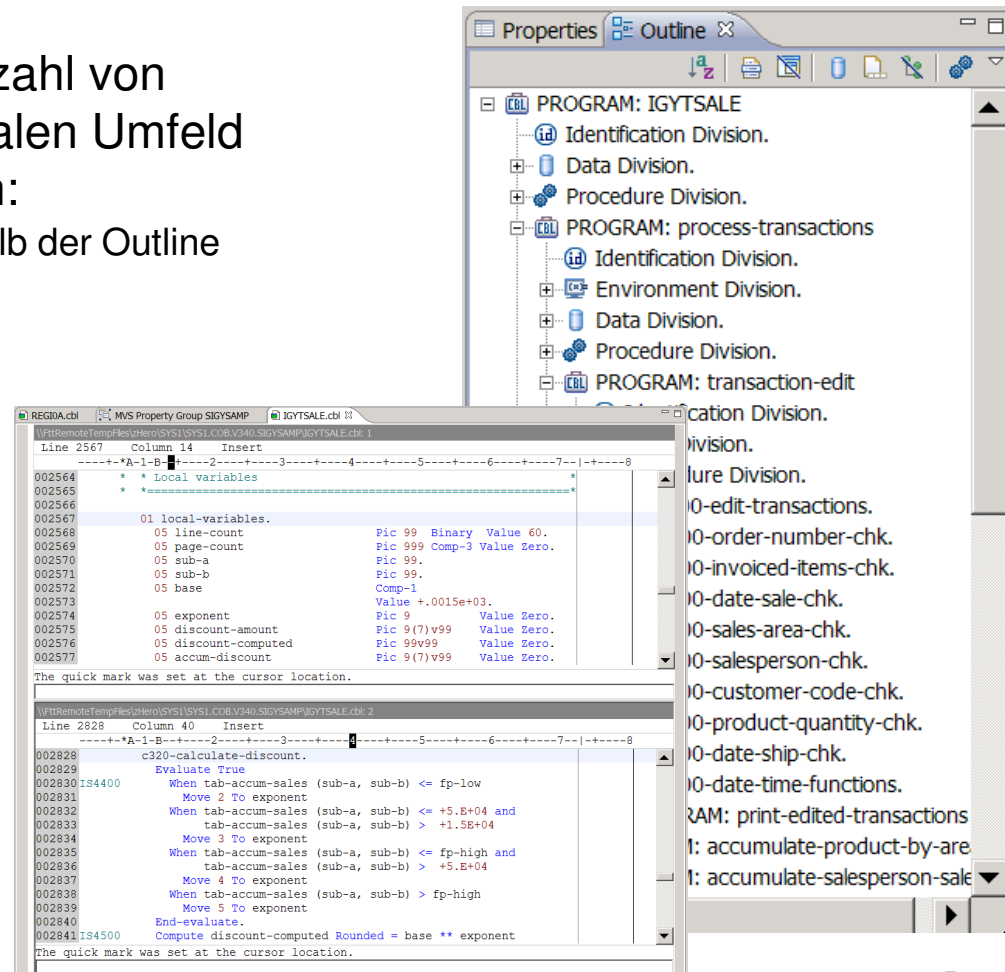 zahl von
alen Umfeld
n:
lb der Outline
Properties Outline
PROGRAM: IGYTSALE
Identification Division.
Data Division.
Procedure Division.
PROGRAM: process-transactions
Identification Division.
Environment Division.
Data Division.
Procedure Division.
PROGRAM: transaction-edit
cation Division.
ivision.
dure Division.
00-edit-transactions.
00-order-number-chk.
00-invoiced-items-chk.
00-date-sale-chk.
00-sales-area-chk.
00-salesperson-chk.
00-customer-code-chk.
00-product-quantity-chk.
00-date-ship-chk.
00-date-time-functions.
RAM: print-edited-transactions
M: accumulate-product-by-are
M: accumulate-salesperson-sale
REGI0A.cbl MVS Property Group SIGYSAMP IGYTSALE.cbl
\\FttRemoteTempFiles\zHero\SYS1\SYS1.COB.V340.SIGYSAMP\IGYTSALE.cbl: 1
Line 2567 Column 14 Insert
----+-*A-1-B--+----2----+----3----+----4----+----5----+----6----+----7--|-+----8
002564 * * Local variables *
002565 * *===========================================================*
002566
002567 01 local-variables.
002568 05 line-count Pic 99 Binary Value 60.
002569 05 page-count Pic 999 Comp-3 Value Zero.
002570 05 sub-a Pic 99.
002571 05 sub-b Pic 99.
002572 05 base Comp-1
002573 Value +.0015e+03.
002574 05 exponent Pic 9 Value Zero.
002575 05 discount-amount Pic 9(7)v99 Value Zero.
002576 05 discount-computed Pic 99v99 Value Zero.
002577 05 accum-discount Pic 9(7)v99 Value Zero.
The quick mark was set at the cursor location.
\\FttRemoteTempFiles\zHero\SYS1\SYS1.COB.V340.SIGYSAMP\IGYTSALE.cbl: 2
Line 2828 Column 40 Insert
----+-*A-1-B--+----2----+----3----+----4----+----5----+----6----+----7--|-+----8
002828 c320-calculate-discount.
002829 Evaluate True
002830 IS4400 When tab-accum-sales (sub-a, sub-b) <= fp-low
002831 Move 2 To exponent
002832 When tab-accum-sales (sub-a, sub-b) <= +5.E+04 and
002833 tab-accum-sales (sub-a, sub-b) > +1.5E+04
002834 Move 3 To exponent
002835 When tab-accum-sales (sub-a, sub-b) <= fp-high and
002836 tab-accum-sales (sub-a, sub-b) > +5.E+04
002837 Move 4 To exponent
002838 When tab-accum-sales (sub-a, sub-b) > fp-high
002839 Move 5 To exponent
002840 End-evaluate.
002841 IS4500 Compute discount-computed Rounded = base ** exponent
The quick mark was set at the cursor location.